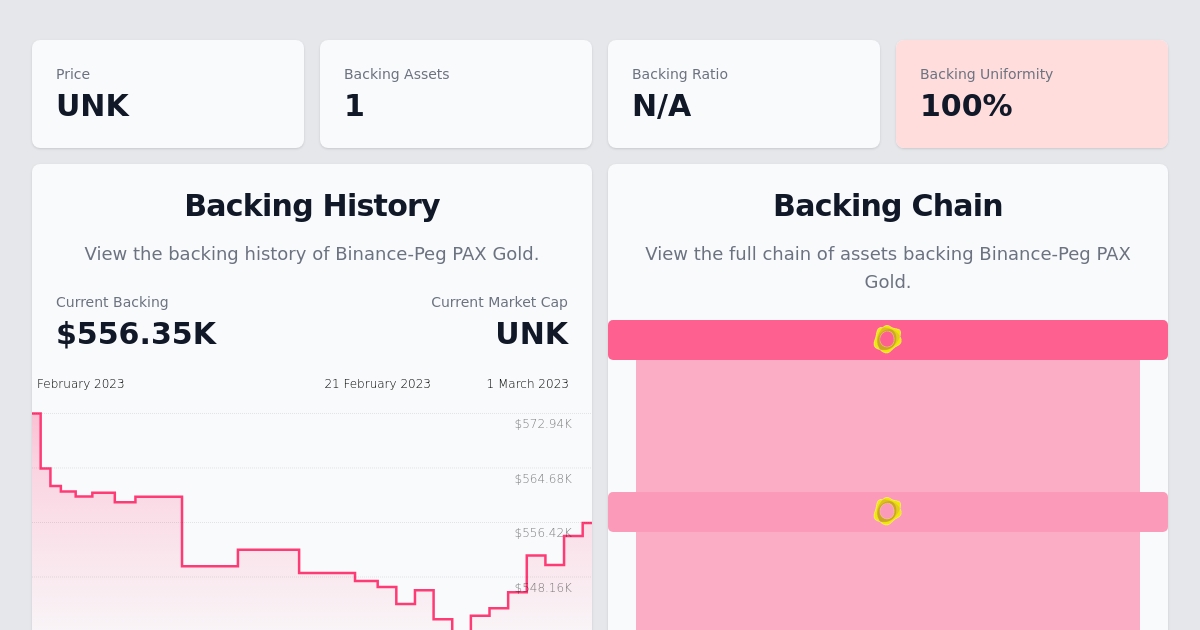 Price
UNK
Backing Assets
1
Backing Ratio
N/A
Backing Uniformity
100%
Backing History
View the backing history of Binance-Peg PAX Gold.
Current Backing
$556.35K
Current Market Cap
UNK
February 2023
21 February 2023
1 March 2023
$572.94K
$564.68K
$556.42K
$548.16K
Backing Chain
View the full chain of assets backing Binance-Peg PAX
Gold.